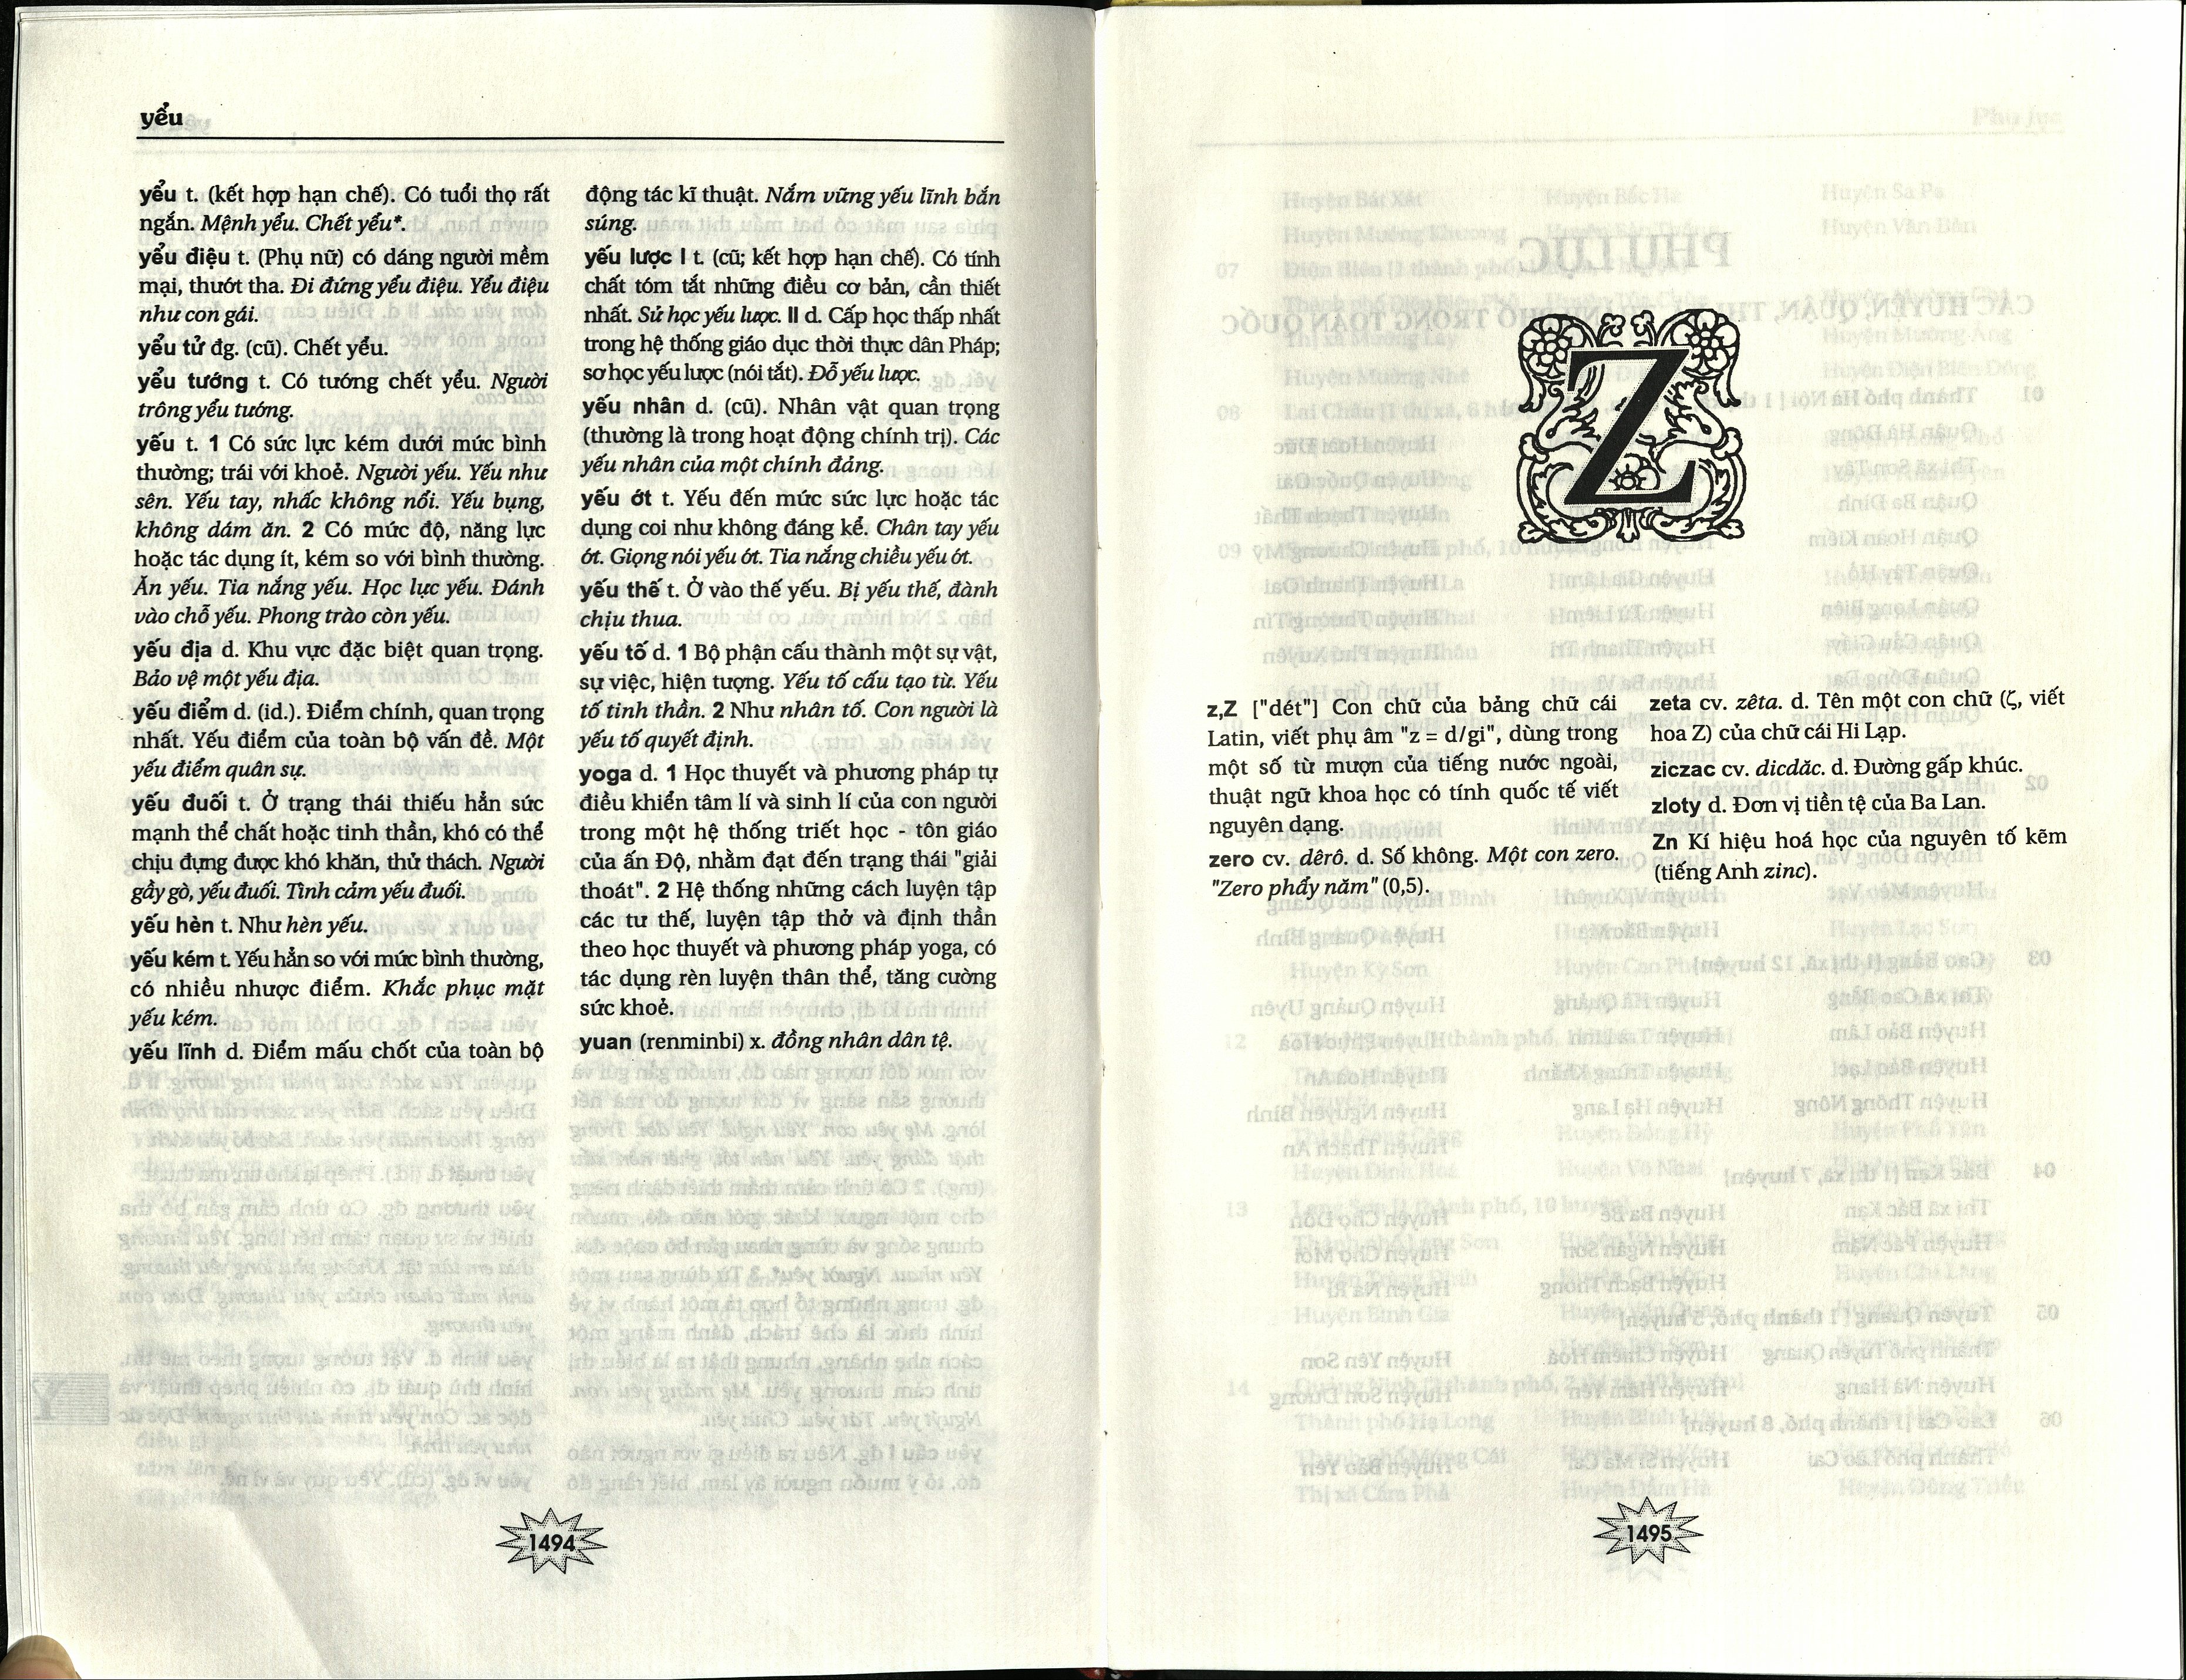 yểu
yểu t. (kết hợp hạn chế). Có tuổi thọ rất
ngắn. Mệnh yểu. Chết yểu*.
yểu điệu t. (Phụ nữ) có dáng người mềm
mại, thướt tha. Đi đứng yểu điệu. Yểu điệu
như con gái.
yểu tử đg. (cũ). Chết yểu.
yểu tướng t. Có tướng chết yểu. Người
trông yểu tướng.
yếu t. 1 Có sức lực kém dưới mức bình
thường; trái với khoẻ. Người yếu. Yếu như
sên. Yếu tay, nhấc không nổi. Yếu bụng,
không dám ăn. 2 Có mức độ, năng lực
hoặc tác dụng ít, kém so với bình thường.
Ăn yếu. Tia nắng yếu. Học lực yếu. Đánh
vào chỗ yếu. Phong trào còn yếu.
yếu địa d. Khu vực đặc biệt quan trọng.
Bảo vệ một yếu địa.
yếu điểm d. (id.). Điểm chính, quan trọng
nhất. Yếu điểm của toàn bộ vấn đề. Một
yếu điểm quân sự.
yếu đuối t. Ở trạng thái thiếu hẳn sức
mạnh thể chất hoặc tinh thần, khó có thể
chịu đựng được khó khăn, thử thách. Người
gầy gò, yếu đuối. Tình cảm yếu đuối.
yếu hèn t. Như hèn yếu.
yếu kém t. Yếu hẳn so với mức bình thường,
có nhiều nhược điểm. Khắc phục mặt
yếu kém.
yếu lĩnh d. Điểm mấu chốt của toàn bộ
động tác kĩ thuật. Nắm vững yếu lĩnh bắn
súng.
yếu lược I t. (cũ; kết hợp hạn chế). Có tính
chất tóm tắt những điều cơ bản, cần thiết
nhất. Sử học yếu lược. II d. Cấp học thấp nhất
trong hệ thống giáo dục thời thực dân Pháp;
sơ học yếu lược (nói tắt). Đỗ yếu lược.
yếu nhân d. (cũ). Nhân vật quan trọng
(thường là trong hoạt động chính trị). Các
yếu nhân của một chính đảng.
yếu ớt t. Yếu đến mức sức lực hoặc tác
dụng coi như không đáng kể. Chân tay yếu
ớt. Giọng nói yếu ớt. Tia nắng chiều yếu ớt.
yếu thế t. Ở vào thế yếu. Bị yếu thế, đành
chịu thua.
yếu tố d. 1 Bộ phận cấu thành một sự vật,
sự việc, hiện tượng. Yếu tố cấu tạo từ. Yếu
tố tinh thần. 2 Như nhân tố. Con người là
yếu tố quyết định.
yoga d. 1 Học thuyết và phương pháp tự
điều khiển tâm lí và sinh lí của con người
trong một hệ thống triết học - tôn giáo
của ấn Độ, nhằm đạt đến trạng thái "giải
thoát". 2 Hệ thống những cách luyện tập
các tư thế, luyện tập thở và định thần
theo học thuyết và phương pháp yoga, có
tác dụng rèn luyện thân thể, tăng cường
sức khoẻ.
yuan (renminbi) x. đồng nhân dân tệ.
1494
Z
z,Z ["dét"] Con chữ của bảng chữ cái
Latin, viết phụ âm "z = d/gi", dùng trong
một số từ mượn của tiếng nước ngoài,
thuật ngữ khoa học có tính quốc tế viết
nguyên dạng.
zero cv. dêrô. d. Số không. Một con zero.
"Zero phẩy năm" (0,5).
zeta cv. zêta. d. Tên một con chữ (ζ, viết
hoa Z) của chữ cái Hi Lạp.
ziczac cv. dicdăc. d. Đường gấp khúc.
zloty d. Đơn vị tiền tệ của Ba Lan.
Zn Kí hiệu hoá học của nguyên tố kẽm
(tiếng Anh zinc).
1495